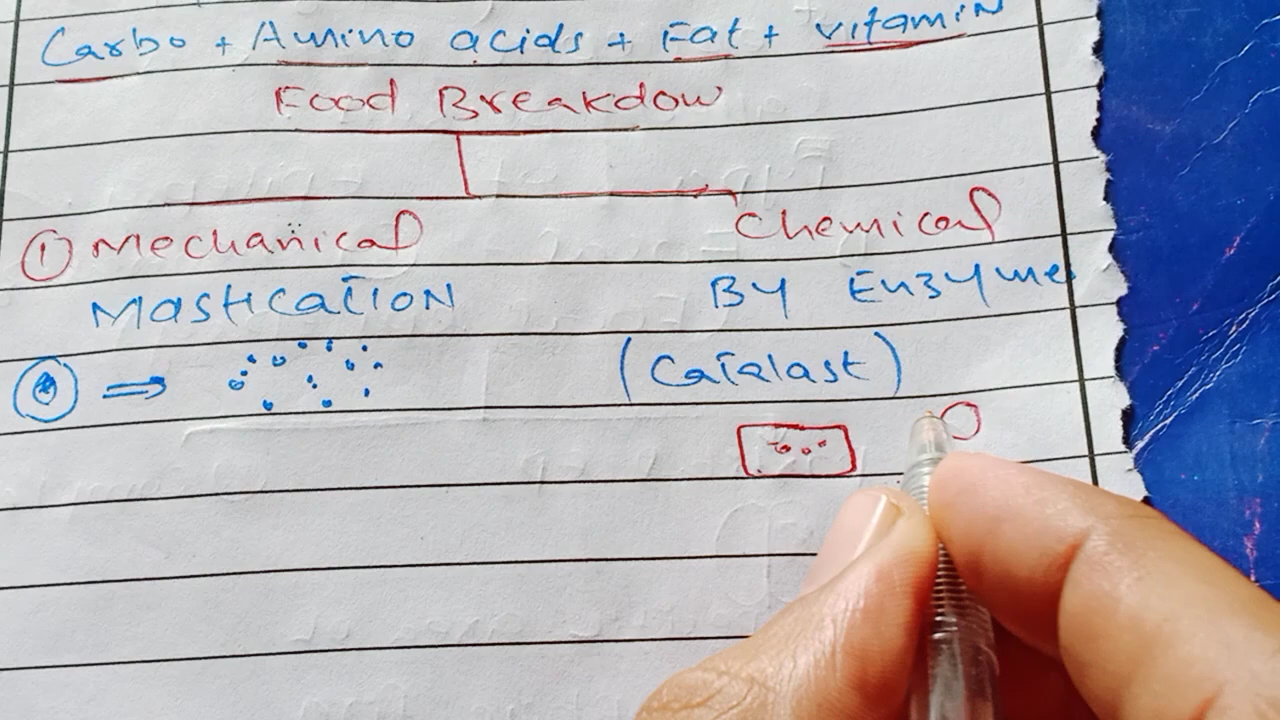 Carbo + Amino acids + Fat + vitamin
Food Breakdow
① Mechanical Chemical
Mastication By Enzyme
(Catalast)